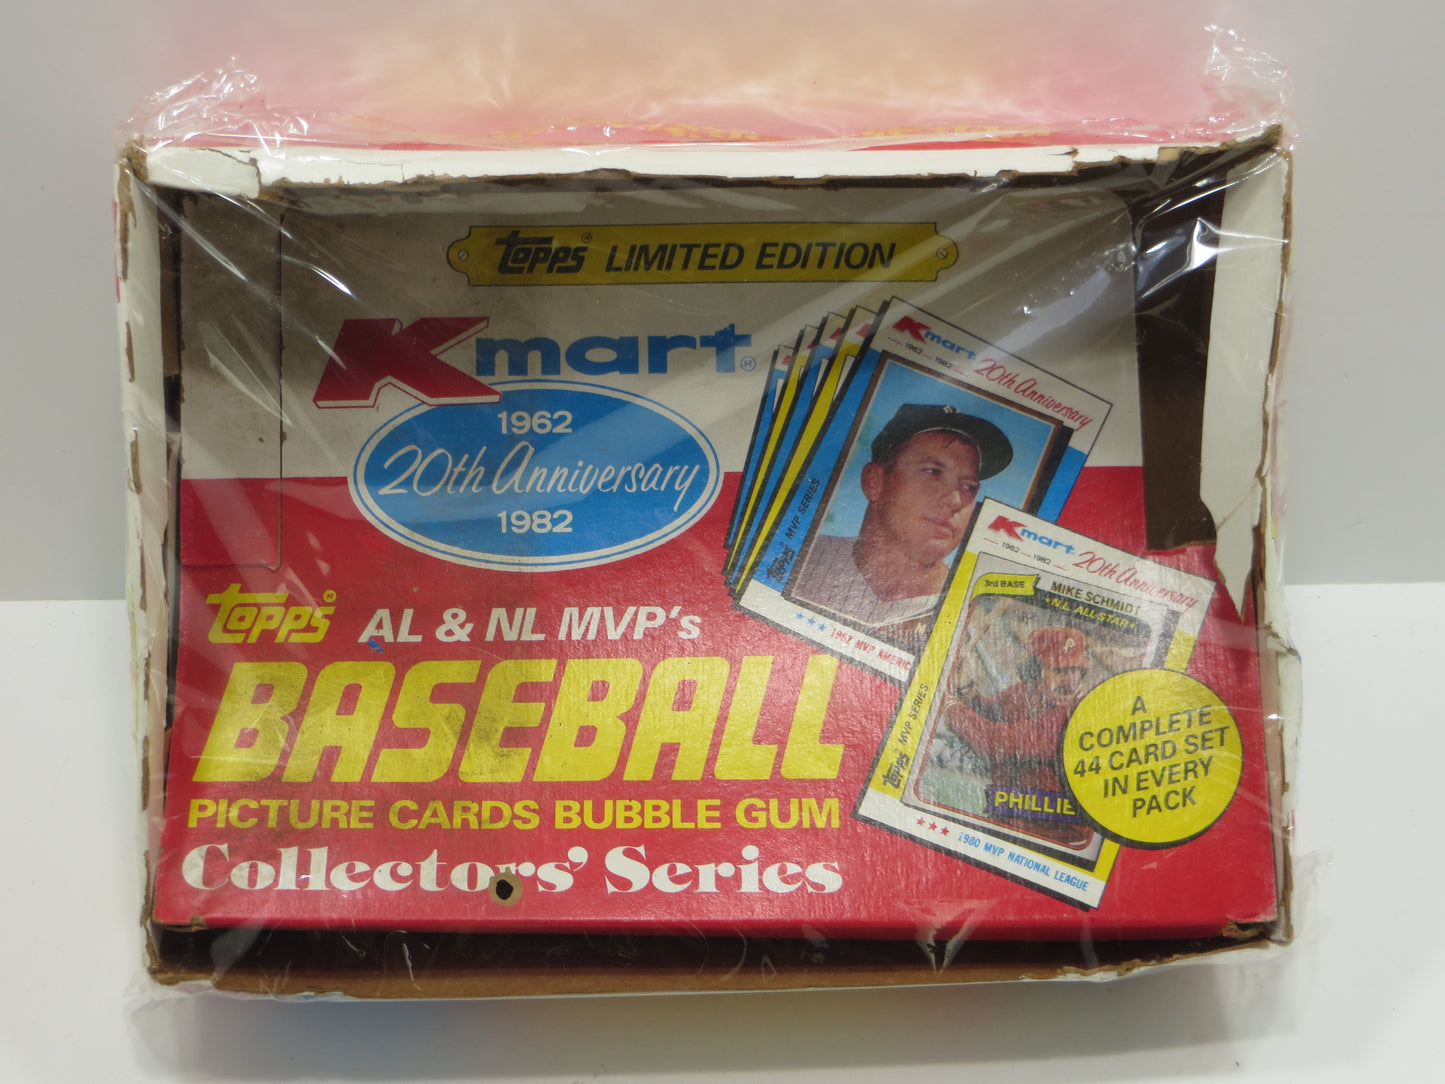 topps® LIMITED EDITION
Kmart®
1962
20th Anniversary
1982
topps® AL & NL MVP's
BASEBALL
PICTURE CARDS BUBBLE GUM
Collectors' Series
Kmart
1962 — 1982
20th Anniversary
topps MVP SERIES
★★★ 1962 MVP AMERIC
Kmart
1962 — 1982
20th Anniversary
3rd BASE
MIKE SCHMIDT
• N.L. ALL-STAR •
P
PHILLIE
topps MVP SERIES
★★★ 1980 MVP NATIONAL LEAGUE
A
COMPLETE
44 CARD SET
IN EVERY
PACK